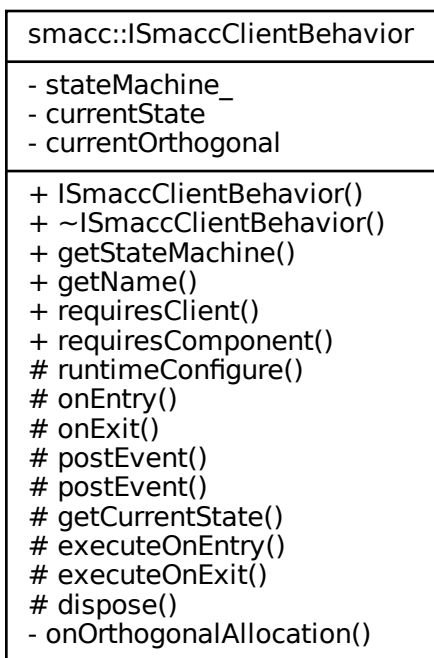 smacc::ISmaccClientBehavior
- stateMachine_
- currentState
- currentOrthogonal
+ ISmaccClientBehavior()
+ ~ISmaccClientBehavior()
+ getStateMachine()
+ getName()
+ requiresClient()
+ requiresComponent()
# runtimeConfigure()
# onEntry()
# onExit()
# postEvent()
# postEvent()
# getCurrentState()
# executeOnEntry()
# executeOnExit()
# dispose()
- onOrthogonalAllocation()